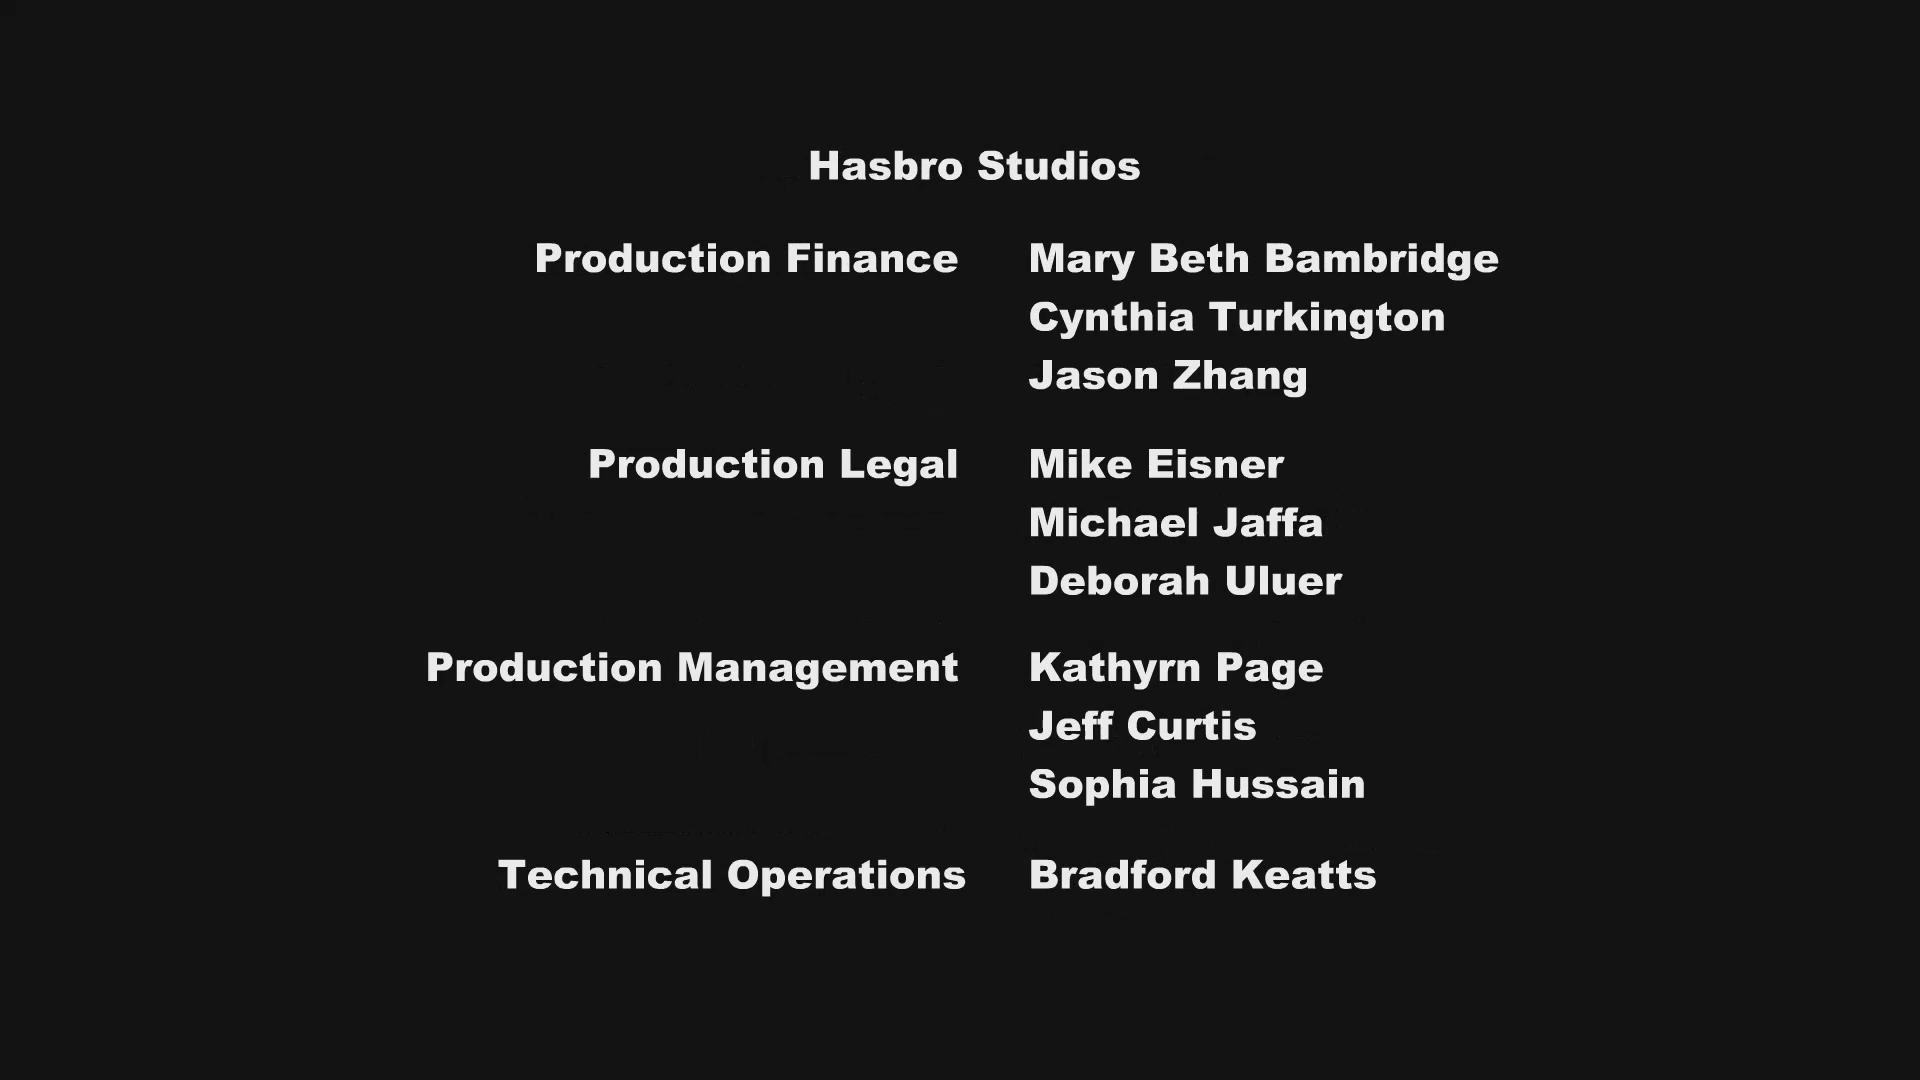 Hasbro Studios
Production Finance Mary Beth Bambridge
Cynthia Turkington
Jason Zhang
Production Legal Mike Eisner
Michael Jaffa
Deborah Uluer
Production Management Kathyrn Page
Jeff Curtis
Sophia Hussain
Technical Operations Bradford Keatts